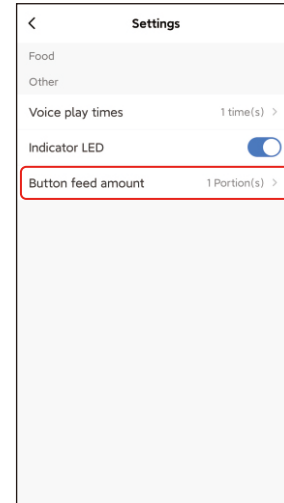 Settings
Food
Other
Voice play times 1 time(s)
Indicator LED
Button feed amount 1 Portion(s)